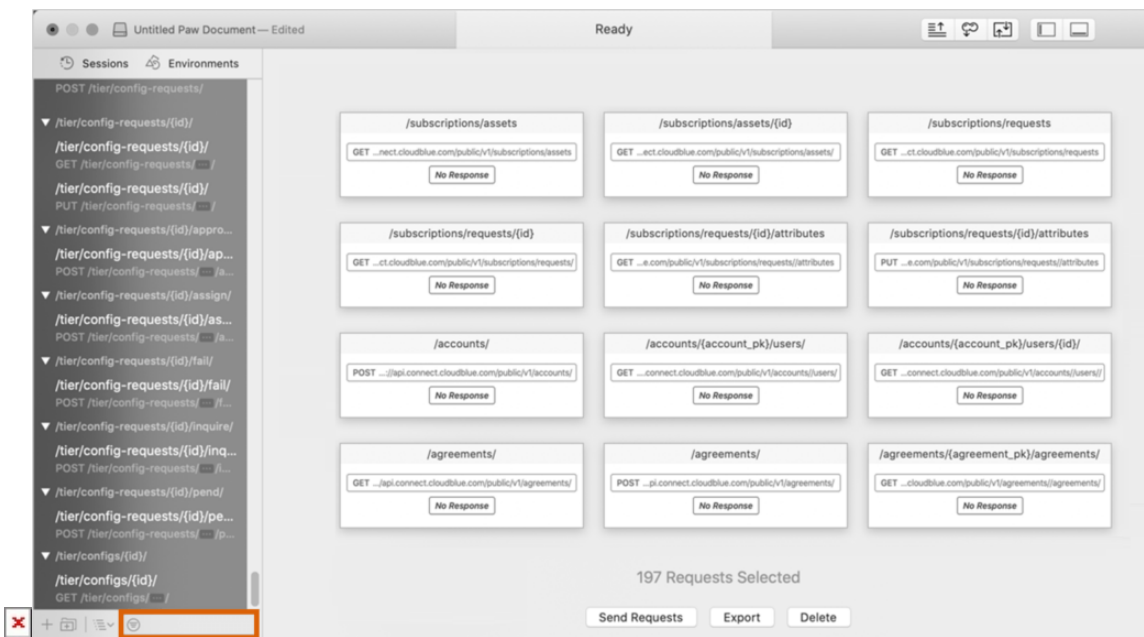 Untitled Paw Document — Edited
Ready
Sessions
Environments
POST /tier/config-requests/
/tier/config-requests/{id}/
/tier/config-requests/{id}/
GET /tier/config-requests/ /
/tier/config-requests/{id}/
PUT /tier/config-requests/ /
/tier/config-requests/{id}/appro...
/tier/config-requests/{id}/ap...
POST /tier/config-requests/ /a...
/tier/config-requests/{id}/assign/
/tier/config-requests/{id}/as...
POST /tier/config-requests/ /a...
/tier/config-requests/{id}/fail/
/tier/config-requests/{id}/fail/
POST /tier/config-requests/ /f...
/tier/config-requests/{id}/inquire/
/tier/config-requests/{id}/inq...
POST /tier/config-requests/ /i...
/tier/config-requests/{id}/pend/
/tier/config-requests/{id}/pe...
POST /tier/config-requests/ /p...
/tier/configs/{id}/
/tier/configs/{id}/
GET /tier/configs/ /
/subscriptions/assets
GET ...nect.cloudblue.com/public/v1/subscriptions/assets
No Response
/subscriptions/assets/{id}
GET ...ect.cloudblue.com/public/v1/subscriptions/assets/
No Response
/subscriptions/requests
GET ...ct.cloudblue.com/public/v1/subscriptions/requests
No Response
/subscriptions/requests/{id}
GET ...ct.cloudblue.com/public/v1/subscriptions/requests/
No Response
/subscriptions/requests/{id}/attributes
GET ...e.com/public/v1/subscriptions/requests//attributes
No Response
/subscriptions/requests/{id}/attributes
PUT ...e.com/public/v1/subscriptions/requests//attributes
No Response
/accounts/
POST ...://api.connect.cloudblue.com/public/v1/accounts/
No Response
/accounts/{account_pk}/users/
GET ...connect.cloudblue.com/public/v1/accounts//users/
No Response
/accounts/{account_pk}/users/{id}/
GET ...connect.cloudblue.com/public/v1/accounts//users//
No Response
/agreements/
GET .../api.connect.cloudblue.com/public/v1/agreements/
No Response
/agreements/
POST ...pi.connect.cloudblue.com/public/v1/agreements/
No Response
/agreements/{agreement_pk}/agreements/
GET ...cloudblue.com/public/v1/agreements//agreements/
No Response
197 Requests Selected
Send Requests
Export
Delete